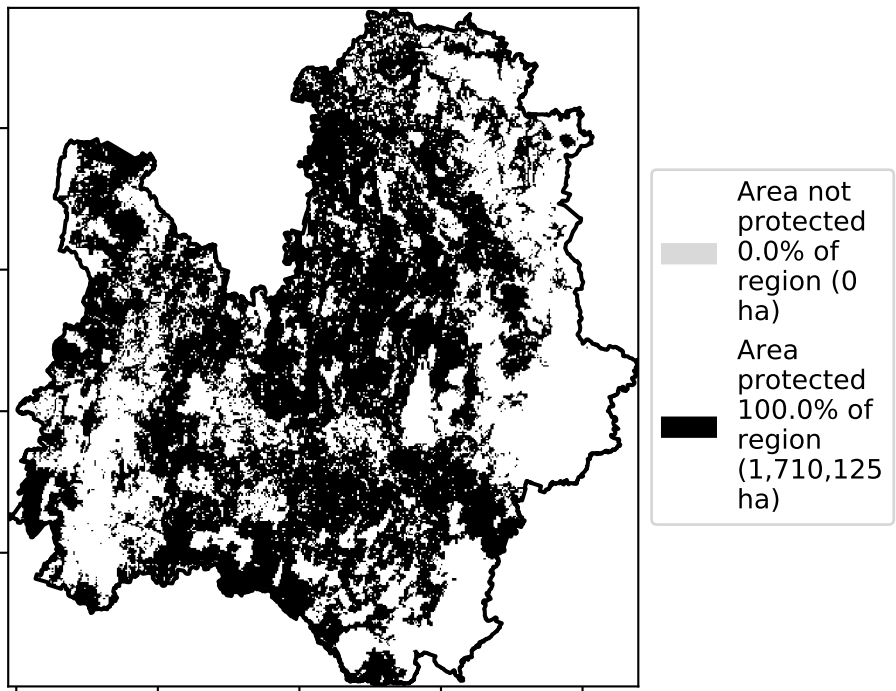 Area not
protected
0.0% of
region (0
ha)
Area
protected
100.0% of
region
(1,710,125
ha)